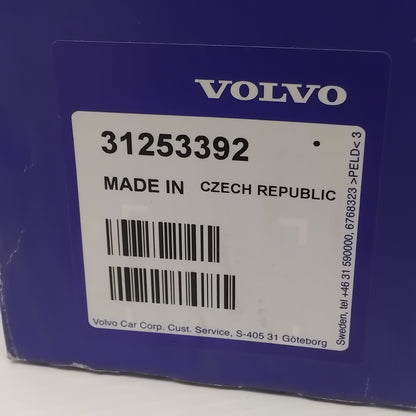 VOLVO
31253392
MADE IN CZECH REPUBLIC
Volvo Car Corp. Cust. Service, S-405 31 Göteborg
Sweden, tel +46 31 590000, 6768323 >PELD< 3